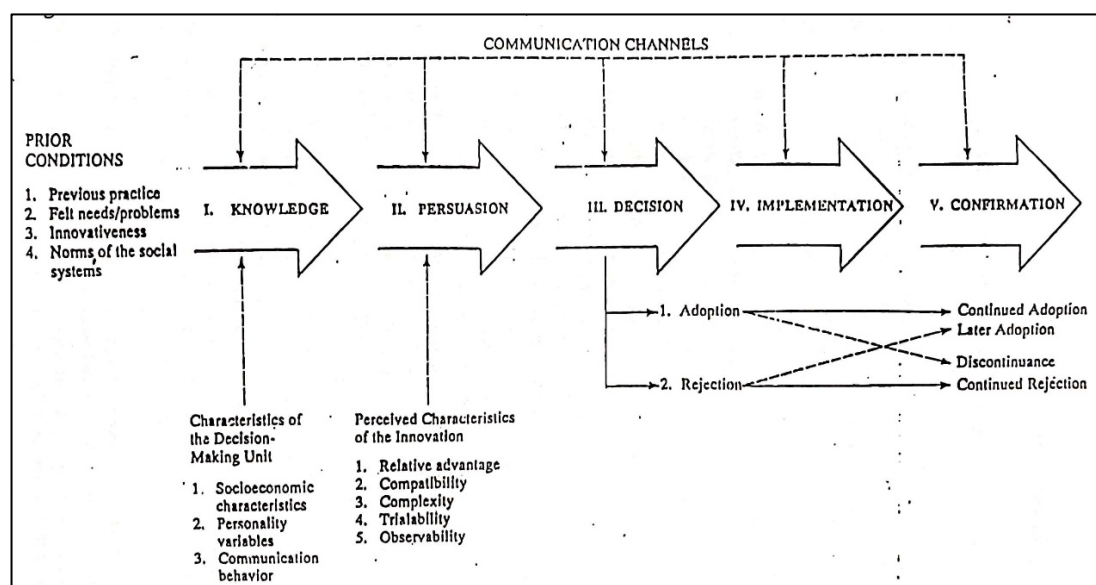 COMMUNICATION CHANNELS
PRIOR
CONDITIONS
1. Previous practice
2. Felt needs/problems
3. Innovativeness
4. Norms of the social
systems
I. KNOWLEDGE
II. PERSUASION
III. DECISION
IV. IMPLEMENTATION
V. CONFIRMATION
1. Adoption
2. Rejection
Continued Adoption
Later Adoption
Discontinuance
Continued Rejection
Characteristics of
the Decision-
Making Unit
1. Socioeconomic
characteristics
2. Personality
variables
3. Communication
behavior
Perceived Characteristics
of the Innovation
1. Relative advantage
2. Compatibility
3. Complexity
4. Trialability
5. Observability